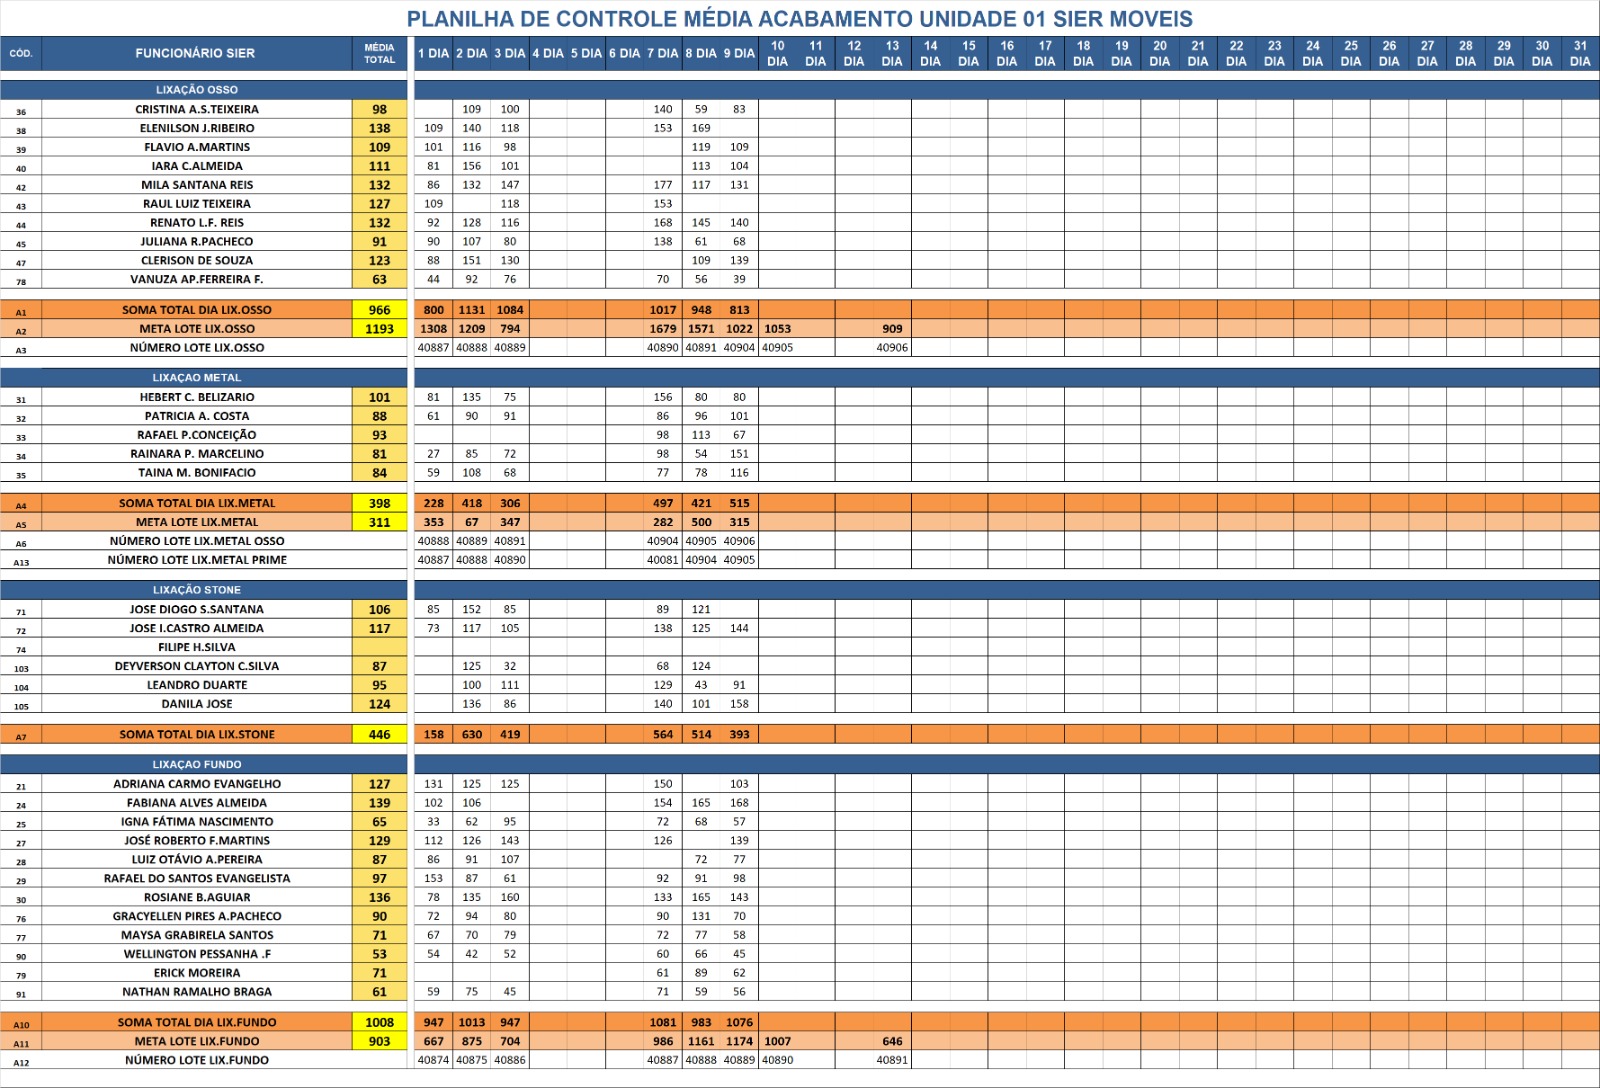 PLANILHA DE CONTROLE MÉDIA ACABAMENTO UNIDADE 01 SIER MOVEIS
CÓD. FUNCIONÁRIO SIER MÉDIA TOTAL 1 DIA 2 DIA 3 DIA 4 DIA 5 DIA 6 DIA 7 DIA 8 DIA 9 DIA 10 DIA 11 DIA 12 DIA 13 DIA 14 DIA 15 DIA 16 DIA 17 DIA 18 DIA 19 DIA 20 DIA 21 DIA 22 DIA 23 DIA 24 DIA 25 DIA 26 DIA 27 DIA 28 DIA 29 DIA 30 DIA 31 DIA
LIXAÇÃO OSSO
36 CRISTINA A.S.TEIXEIRA 98 109 100 140 59 83
38 ELENILSON J.RIBEIRO 138 109 140 118 153 169
39 FLAVIO A.MARTINS 109 101 116 98 119 109
40 IARA C.ALMEIDA 111 81 156 101 113 104
42 MILA SANTANA REIS 132 86 132 147 177 117 131
43 RAUL LUIZ TEIXEIRA 127 109 118 153
44 RENATO L.F. REIS 132 92 128 116 168 145 140
45 JULIANA R.PACHECO 91 90 107 80 138 61 68
47 CLERISON DE SOUZA 123 88 151 130 109 139
78 VANUZA AP.FERREIRA F. 63 44 92 76 70 56 39
A1 SOMA TOTAL DIA LIX.OSSO 966 800 1131 1084 1017 948 813
A2 META LOTE LIX.OSSO 1193 1308 1209 794 1679 1571 1022 1053 909
A3 NÚMERO LOTE LIX.OSSO 40887 40888 40889 40890 40891 40904 40905 40906
LIXAÇAO METAL
31 HEBERT C. BELIZARIO 101 81 135 75 156 80 80
32 PATRICIA A. COSTA 88 61 90 91 86 96 101
33 RAFAEL P.CONCEIÇÃO 93 98 113 67
34 RAINARA P. MARCELINO 81 27 85 72 98 54 151
35 TAINA M. BONIFACIO 84 59 108 68 77 78 116
A4 SOMA TOTAL DIA LIX.METAL 398 228 418 306 497 421 515
A5 META LOTE LIX.METAL 311 353 67 347 282 500 315
A6 NÚMERO LOTE LIX.METAL OSSO 40888 40889 40891 40904 40905 40906
A13 NÚMERO LOTE LIX.METAL PRIME 40887 40888 40890 40081 40904 40905
LIXAÇÃO STONE
71 JOSE DIOGO S.SANTANA 106 85 152 85 89 121
72 JOSE I.CASTRO ALMEIDA 117 73 117 105 138 125 144
74 FILIPE H.SILVA
103 DEYVERSON CLAYTON C.SILVA 87 125 32 68 124
104 LEANDRO DUARTE 95 100 111 129 43 91
105 DANILA JOSE 124 136 86 140 101 158
A7 SOMA TOTAL DIA LIX.STONE 446 158 630 419 564 514 393
LIXAÇAO FUNDO
21 ADRIANA CARMO EVANGELHO 127 131 125 125 150 103
24 FABIANA ALVES ALMEIDA 139 102 106 154 165 168
25 IGNA FÁTIMA NASCIMENTO 65 33 62 95 72 68 57
27 JOSÉ ROBERTO F.MARTINS 129 112 126 143 126 139
28 LUIZ OTÁVIO A.PEREIRA 87 86 91 107 72 77
29 RAFAEL DO SANTOS EVANGELISTA 97 153 87 61 92 91 98
30 ROSIANE B.AGUIAR 136 78 135 160 133 165 143
76 GRACYELLEN PIRES A.PACHECO 90 72 94 80 90 131 70
77 MAYSA GRABIRELA SANTOS 71 67 70 79 72 77 58
90 WELLINGTON PESSANHA .F 53 54 42 52 60 66 45
79 ERICK MOREIRA 71 61 89 62
91 NATHAN RAMALHO BRAGA 61 59 75 45 71 59 56
A10 SOMA TOTAL DIA LIX.FUNDO 1008 947 1013 947 1081 983 1076
A11 META LOTE LIX.FUNDO 903 667 875 704 986 1161 1174 1007 646
A12 NÚMERO LOTE LIX.FUNDO 40874 40875 40886 40887 40888 40889 40890 40891